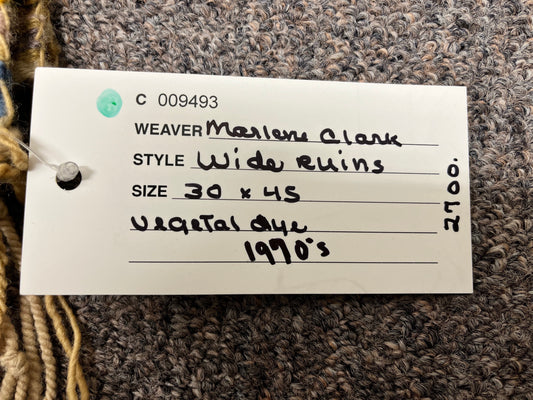 C 009493
WEAVER Marlene Clark
STYLE Wide Ruins
SIZE 30 x 45
Vegetal dye
1970's
2700.